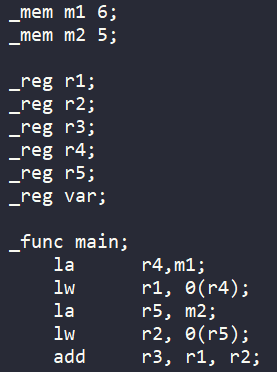 _mem m1 6;
_mem m2 5;
_reg r1;
_reg r2;
_reg r3;
_reg r4;
_reg r5;
_reg var;
_func main;
la r4,m1;
lw r1, 0(r4);
la r5, m2;
lw r2, 0(r5);
add r3, r1, r2;